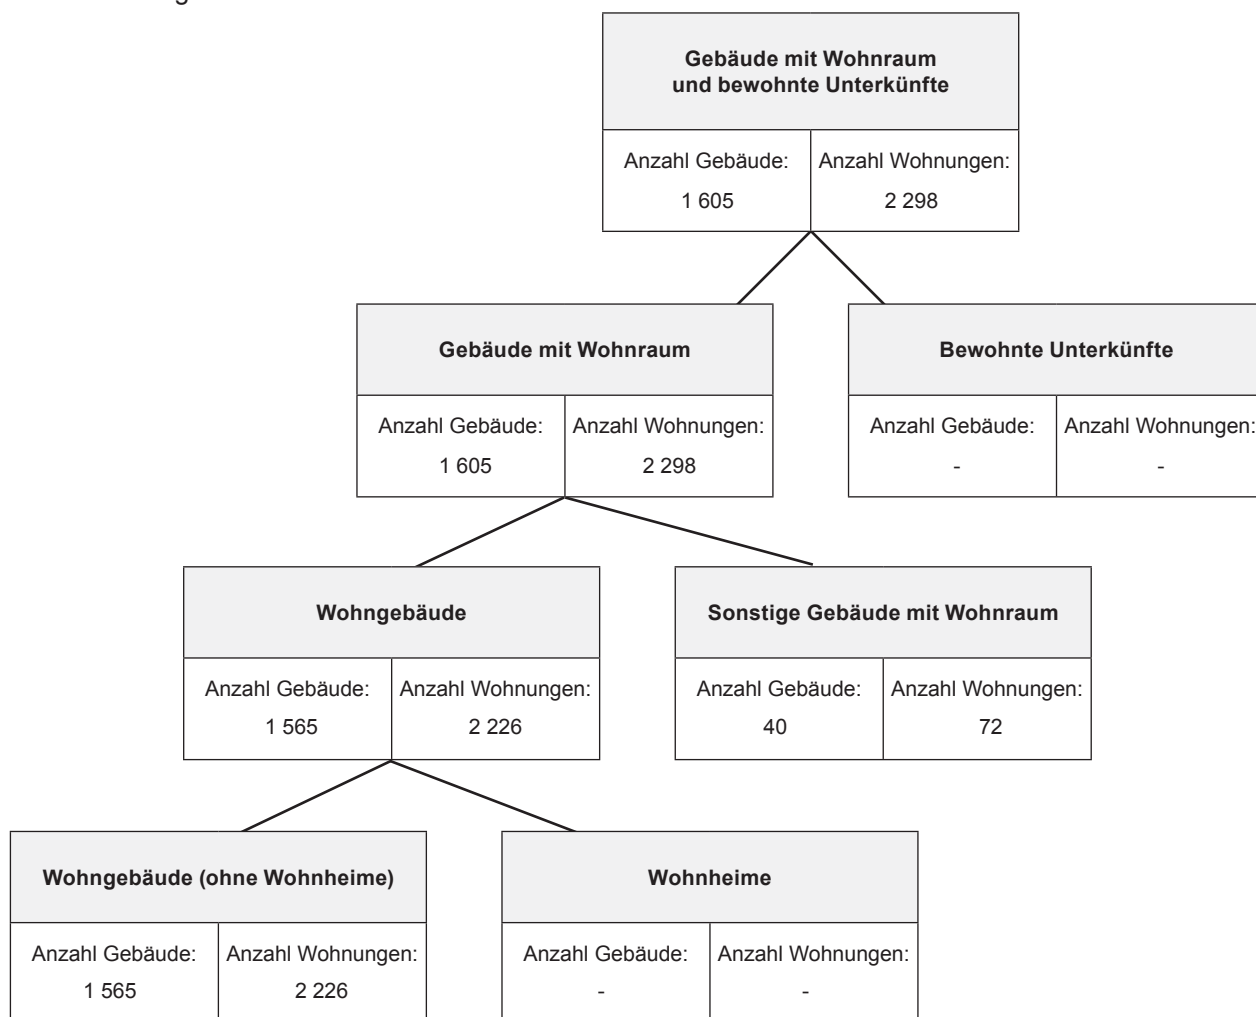 Gebäude mit Wohnraum
und bewohnte Unterkünfte
Anzahl Gebäude: Anzahl Wohnungen:
1 605 2 298
Gebäude mit Wohnraum Bewohnte Unterkünfte
Anzahl Gebäude: Anzahl Wohnungen: Anzahl Gebäude: Anzahl Wohnungen:
1 605 2 298 - -
Wohngebäude Sonstige Gebäude mit Wohnraum
Anzahl Gebäude: Anzahl Wohnungen: Anzahl Gebäude: Anzahl Wohnungen:
1 565 2 226 40 72
Wohngebäude (ohne Wohnheime) Wohnheime
Anzahl Gebäude: Anzahl Wohnungen: Anzahl Gebäude: Anzahl Wohnungen:
1 565 2 226 - -